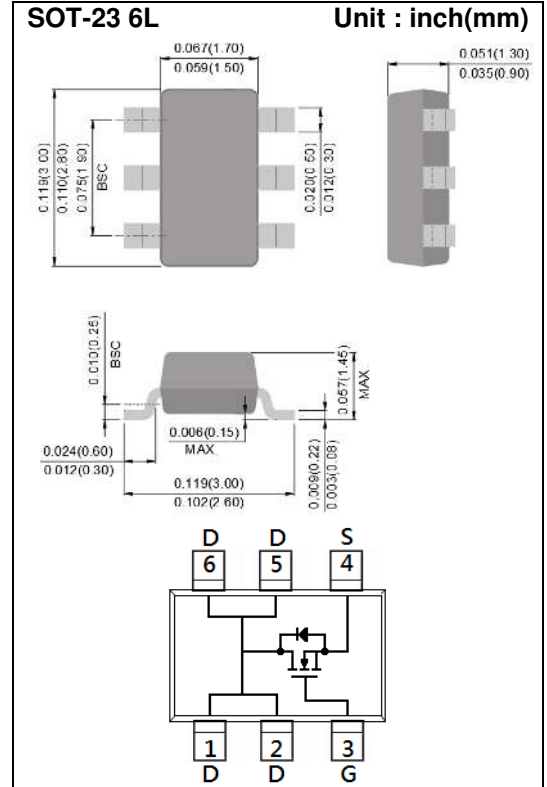 SOT-23 6L Unit : inch(mm)
0.067(1.70)
0.059(1.50)
0.051(1.30)
0.035(0.90)
0.119(3.00)
0.110(2.80)
0.075(1.90)
BSC
0.020(0.50)
0.012(0.30)
0.010(0.25)
BSC
0.057(1.45)
MAX
0.006(0.15)
MAX
0.024(0.60)
0.012(0.30)
0.119(3.00)
0.102(2.60)
0.009(0.22)
0.003(0.08)
D D S
6 5 4
1 2 3
D D G